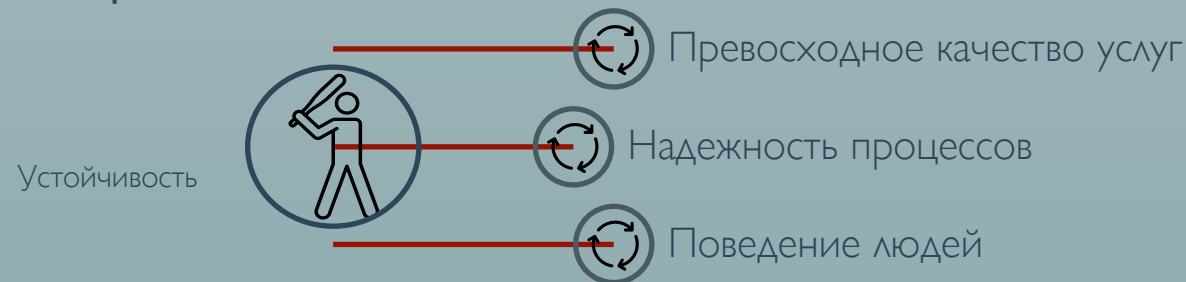 Превосходное качество услуг
Надежность процессов
Устойчивость
Поведение людей